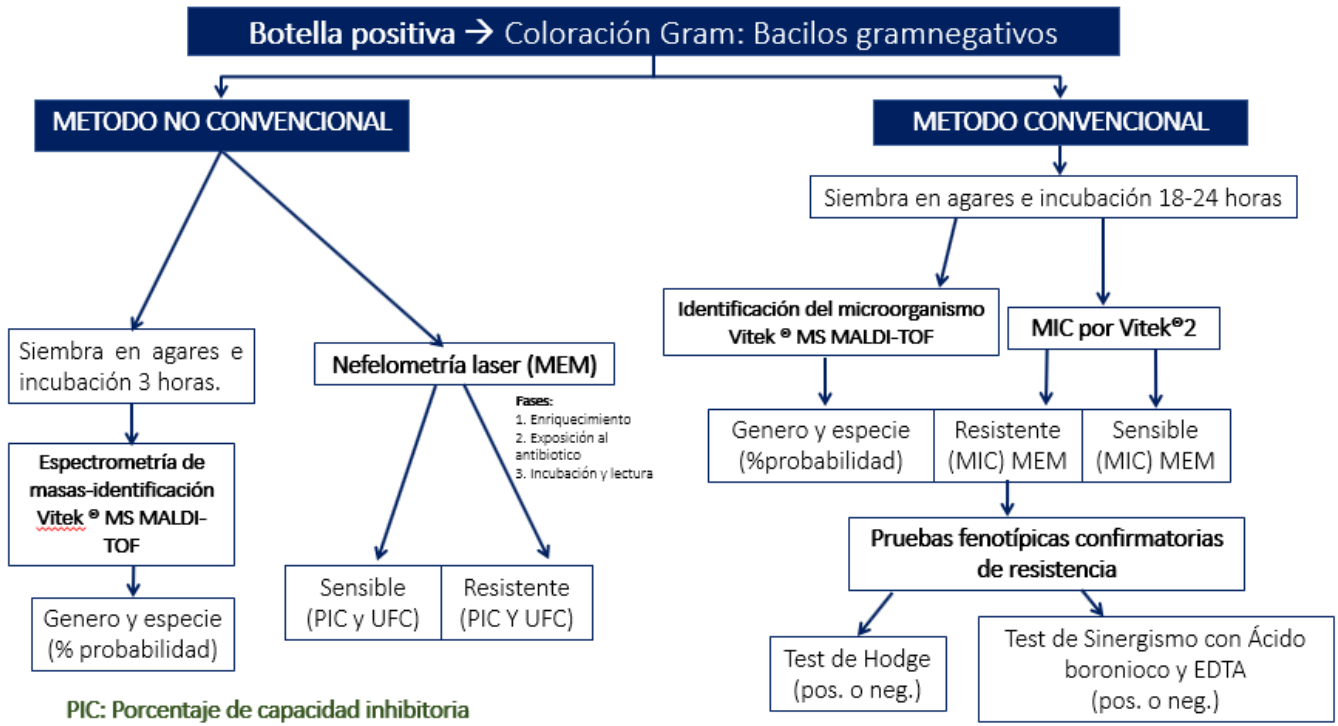 Botella positiva → Coloración Gram: Bacilos gramnegativos
METODO NO CONVENCIONAL
METODO CONVENCIONAL
Siembra en agares e incubación 18-24 horas
Siembra en agares e
incubación 3 horas.
Nefelometría laser (MEM)
Fases:
1. Enriquecimiento
2. Exposición al
antibiotico
3. Incubación y lectura
Identificación del microorganismo
Vitek ® MS MALDI-TOF
MIC por Vitek®2
Espectrometría de
masas-identificación
Vitek ® MS MALDI-
TOF
Genero y especie
(% probabilidad)
Sensible
(PIC y UFC)
Resistente
(PIC Y UFC)
Genero y especie
(%probabilidad)
Resistente
(MIC) MEM
Sensible
(MIC) MEM
Pruebas fenotípicas confirmatorias
de resistencia
Test de Hodge
(pos. o neg.)
Test de Sinergismo con Ácido
boronioco y EDTA
(pos. o neg.)
PIC: Porcentaje de capacidad inhibitoria